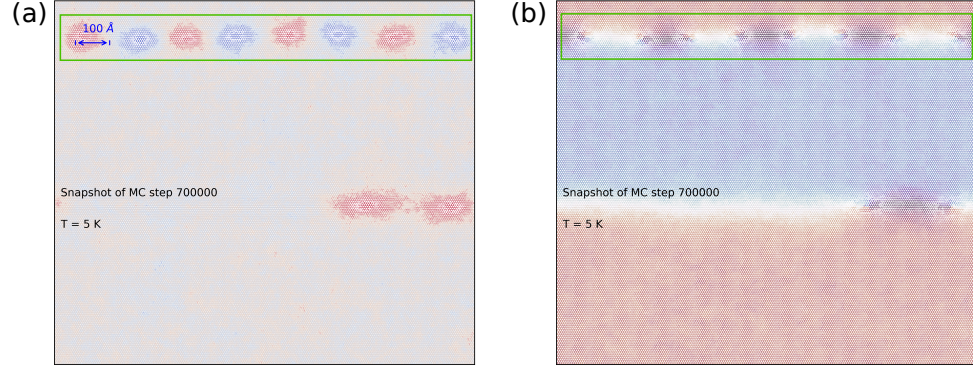 (a)
100 Å
Snapshot of MC step 700000
T = 5 K
(b)
Snapshot of MC step 700000
T = 5 K